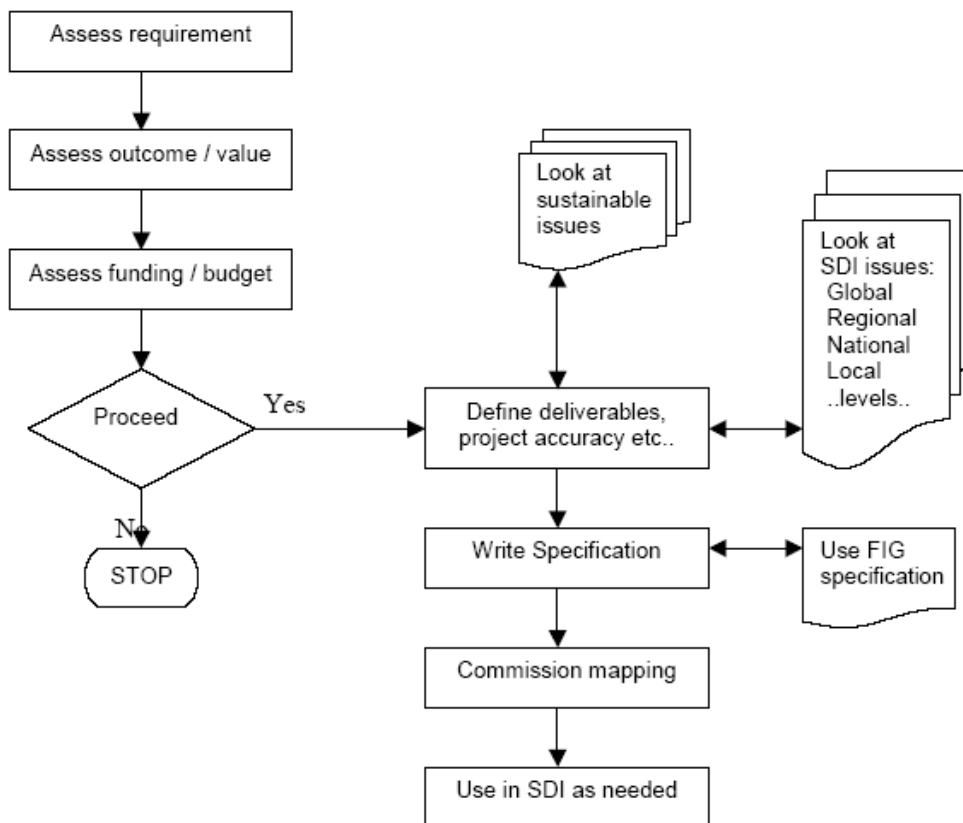 Assess requirement
Assess outcome / value
Assess funding / budget
Proceed
Yes
No
STOP
Look at
sustainable
issues
Look at
SDI issues:
Global
Regional
National
Local
..levels..
Define deliverables,
project accuracy etc..
Write Specification
Use FIG
specification
Commission mapping
Use in SDI as needed